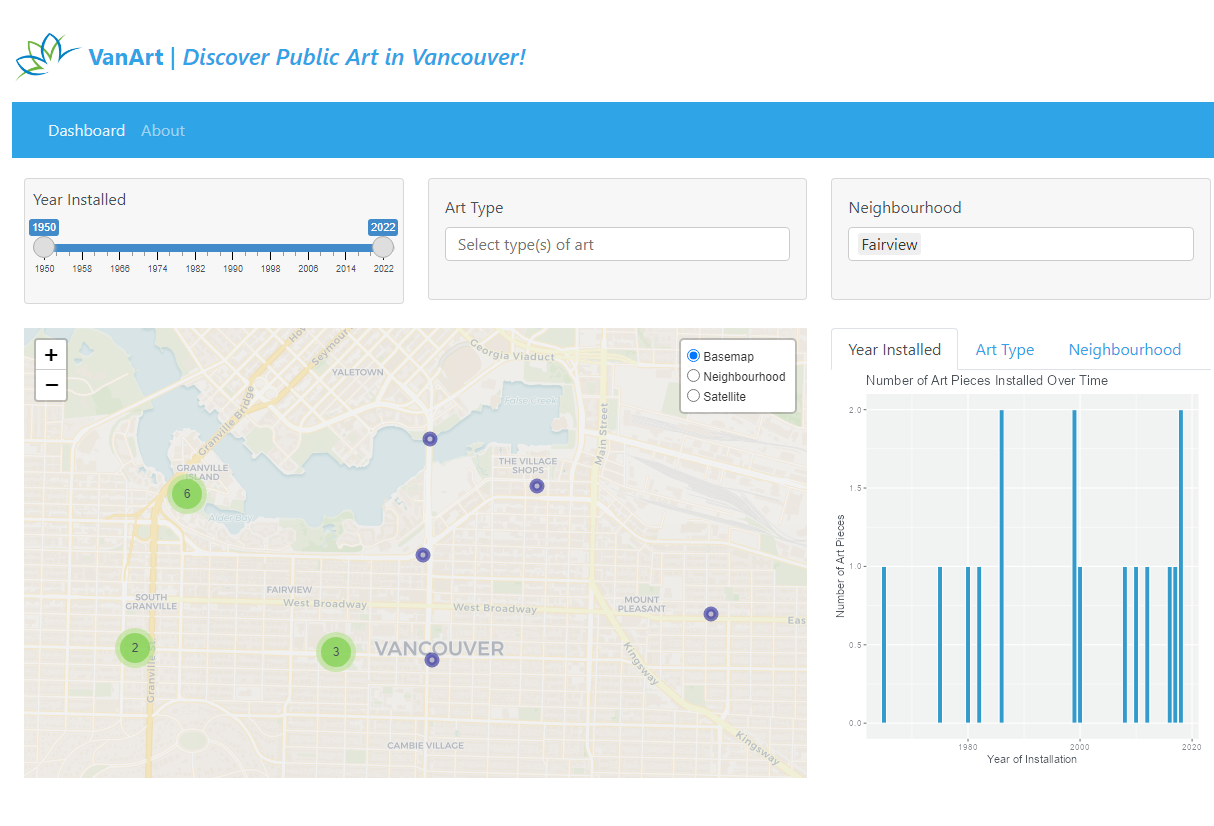 VanArt | Discover Public Art in Vancouver!
Dashboard About
Year Installed
1950 2022
1950 1958 1966 1974 1982 1990 1998 2006 2014 2022
Art Type
Select type(s) of art
Neighbourhood
Fairview
+
−
Basemap
Neighbourhood
Satellite
Georgia Viaduct
Seymour
YALETOWN
Granville Bridge
False Creek
Main Street
GRANVILLE
ISLAND
6
THE VILLAGE
SHOPS
Alder Bay
FAIRVIEW
SOUTH
GRANVILLE
West Broadway
West Broadway
MOUNT
PLEASANT
Eas
2
3
VANCOUVER
Granville St
Kingsway
CAMBIE VILLAGE
Kingsway
Year Installed Art Type Neighbourhood
Number of Art Pieces Installed Over Time
Number of Art Pieces
2.0
1.5
1.0
0.5
0.0
1980 2000 2020
Year of Installation